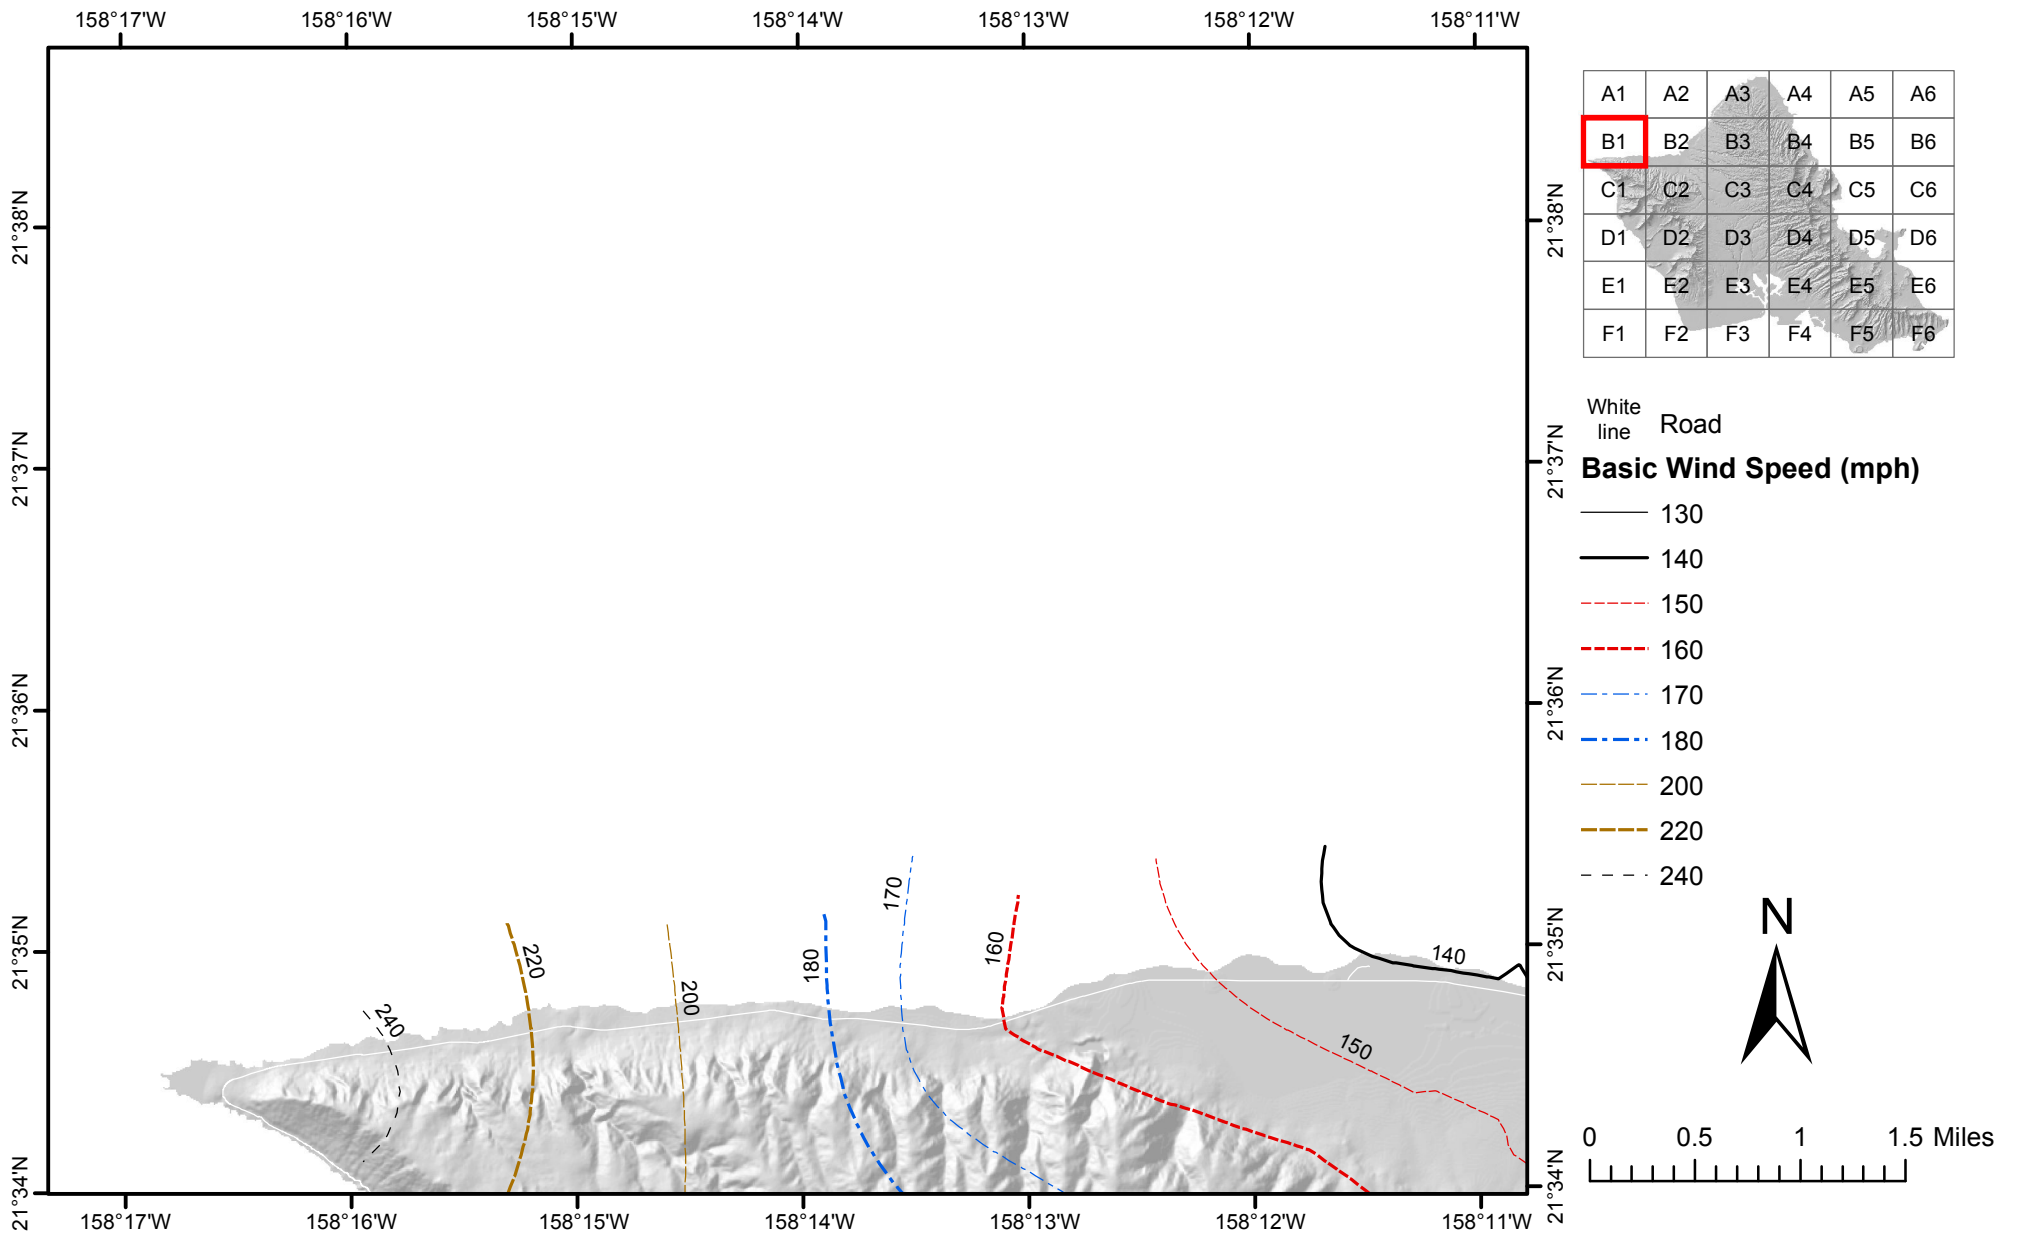 158°17'W 158°16'W 158°15'W 158°14'W 158°13'W 158°12'W 158°11'W
21°38'N
21°37'N
21°36'N
21°35'N
21°34'N
240
220
200
180
170
160
150
140
21°38'N
21°37'N
21°36'N
21°35'N
21°34'N
158°17'W 158°16'W 158°15'W 158°14'W 158°13'W 158°12'W 158°11'W
A1 A2 A3 A4 A5 A6
B1 B2 B3 B4 B5 B6
C1 C2 C3 C4 C5 C6
D1 D2 D3 D4 D5 D6
E1 E2 E3 E4 E5 E6
F1 F2 F3 F4 F5 F6
White
line
Road
Basic Wind Speed (mph)
130
140
150
160
170
180
200
220
240
N
0 0.5 1 1.5 Miles